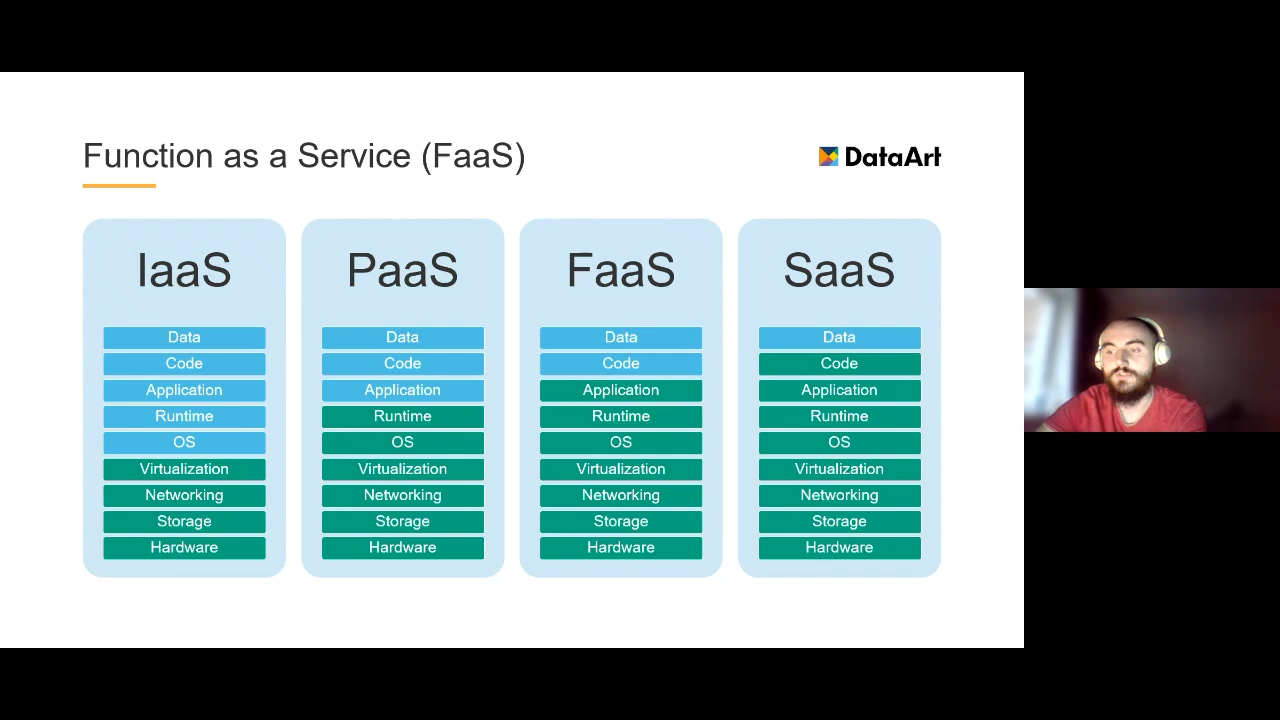 Function as a Service (FaaS)
DataArt
IaaS
Data
Code
Application
Runtime
OS
Virtualization
Networking
Storage
Hardware
PaaS
Data
Code
Application
Runtime
OS
Virtualization
Networking
Storage
Hardware
FaaS
Data
Code
Application
Runtime
OS
Virtualization
Networking
Storage
Hardware
SaaS
Data
Code
Application
Runtime
OS
Virtualization
Networking
Storage
Hardware